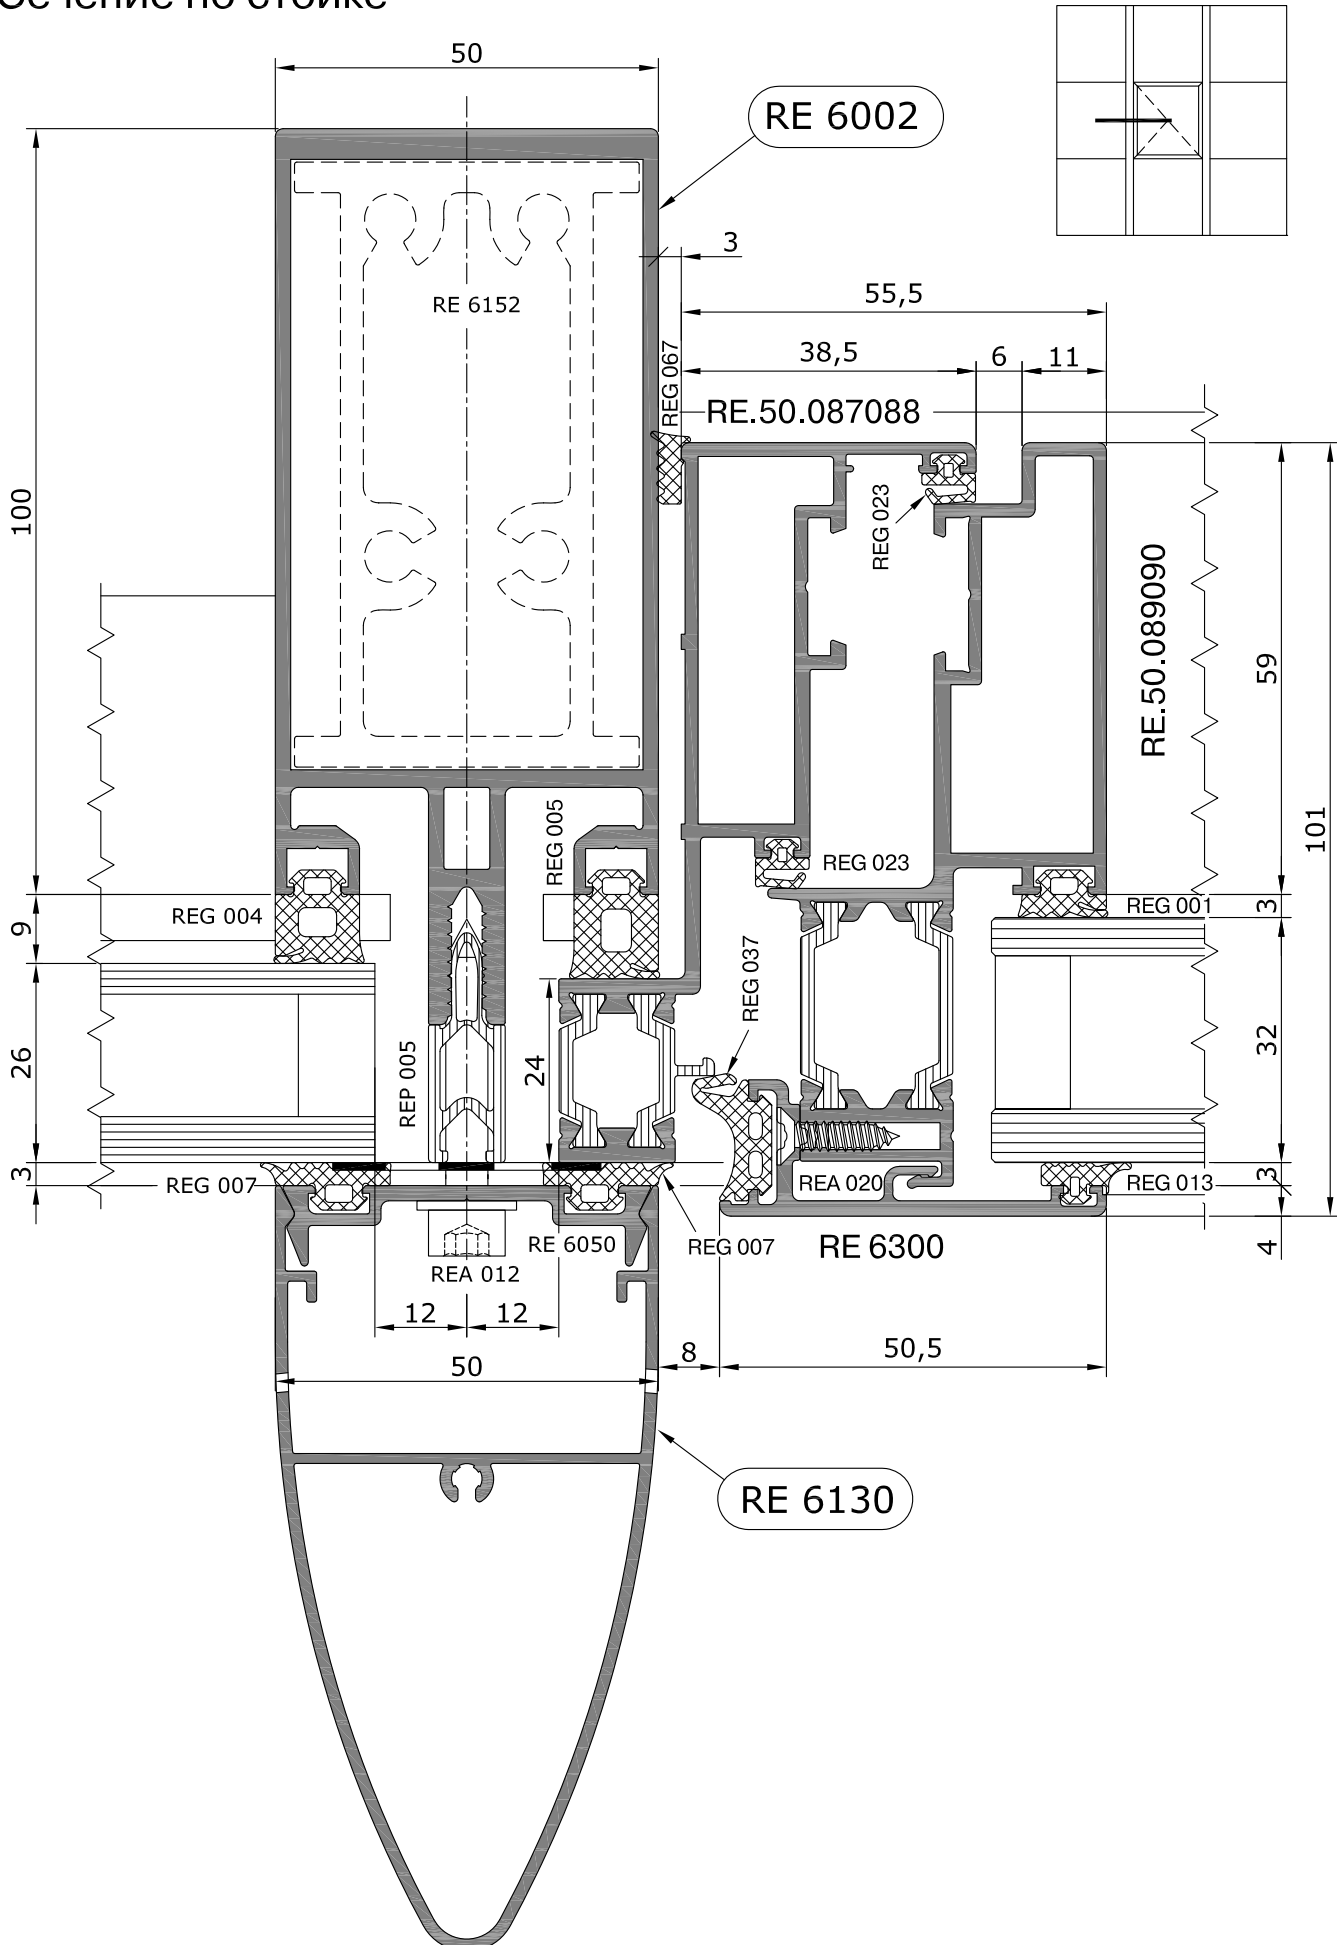 Сечение по стойке
50
RE 6002
3
RE 6152
55,5
REG 067
38,5
6
11
RE.50.087088
100
REG 023
RE.50.089090
59
101
REG 005
REG 023
REG 004
9
REG 001
3
REG 037
26
REP 005
24
32
3
REG 007
REA 020
REG 013
3
RE 6050
REG 007
RE 6300
4
REA 012
12
12
8
50,5
50
RE 6130